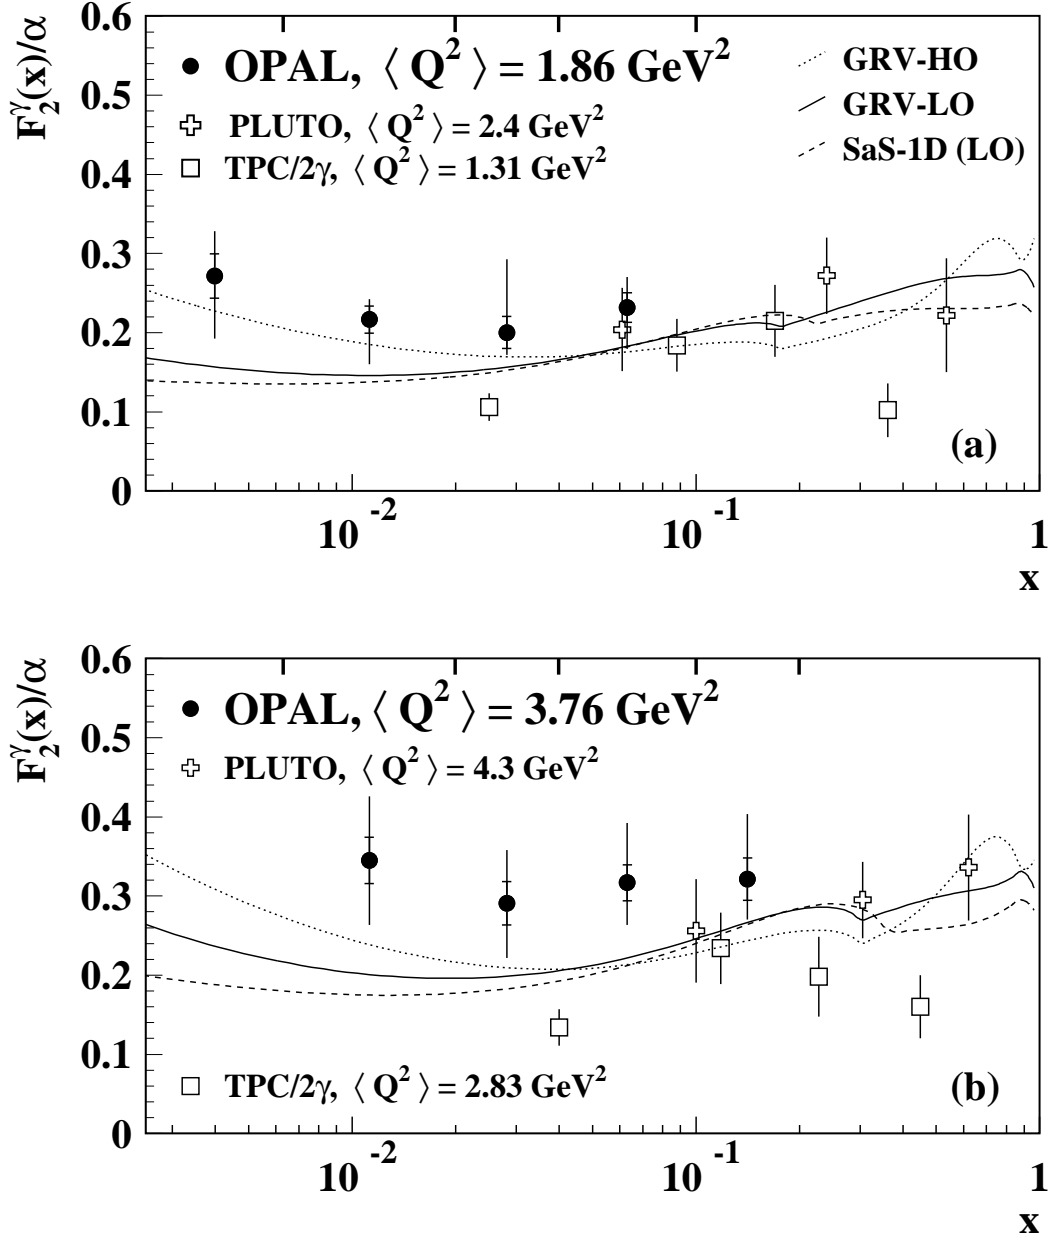 F₂^γ(x)/α
0.6
0.5
0.4
0.3
0.2
0.1
0
OPAL, ⟨ Q² ⟩ = 1.86 GeV²
PLUTO, ⟨ Q² ⟩ = 2.4 GeV²
TPC/2γ, ⟨ Q² ⟩ = 1.31 GeV²
GRV-HO
GRV-LO
SaS-1D (LO)
(a)
10⁻² 10⁻¹ 1
x
F₂^γ(x)/α
0.6
0.5
0.4
0.3
0.2
0.1
0
OPAL, ⟨ Q² ⟩ = 3.76 GeV²
PLUTO, ⟨ Q² ⟩ = 4.3 GeV²
TPC/2γ, ⟨ Q² ⟩ = 2.83 GeV²
(b)
10⁻² 10⁻¹ 1
x